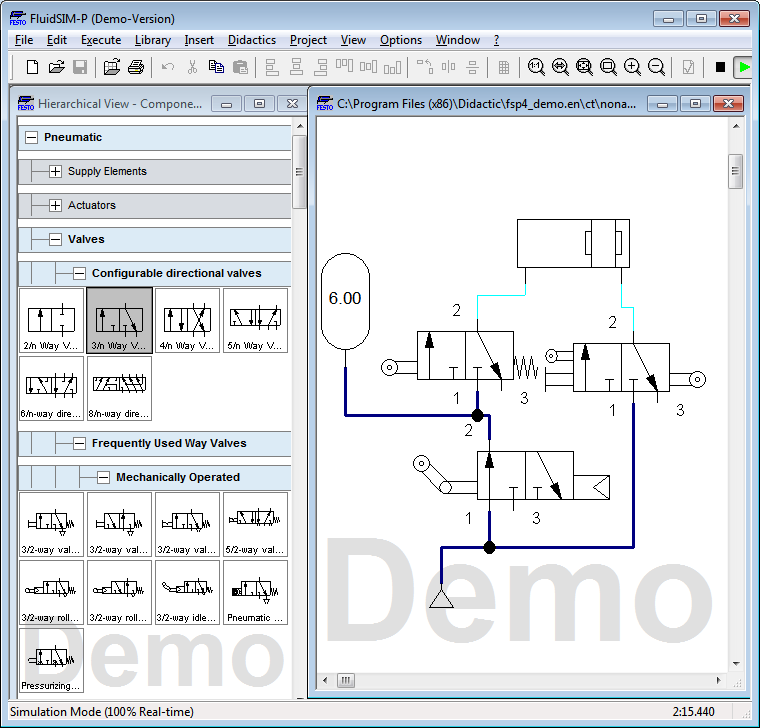 FluidSIM-P (Demo-Version)
File Edit Execute Library Insert Didactics Project View Options Window ?
FESTO Hierarchical View - Compone...
Pneumatic
Supply Elements
Actuators
Valves
Configurable directional valves
2/n Way V... 3/n Way V... 4/n Way V... 5/n Way V...
6/n-way dire... 8/n-way dire...
Frequently Used Way Valves
Mechanically Operated
3/2-way val... 3/2-way val... 3/2-way val... 5/2-way val...
3/2-way roll... 3/2-way roll... 3/2-way idle... Pneumatic ...
Pressurizing...
Demo
FESTO C:\Program Files (x86)\Didactic\fsp4_demo.en\ct\nona...
6.00
2
2
1 3
1 3
2
1 3
Demo
Simulation Mode (100% Real-time) 2:15.440